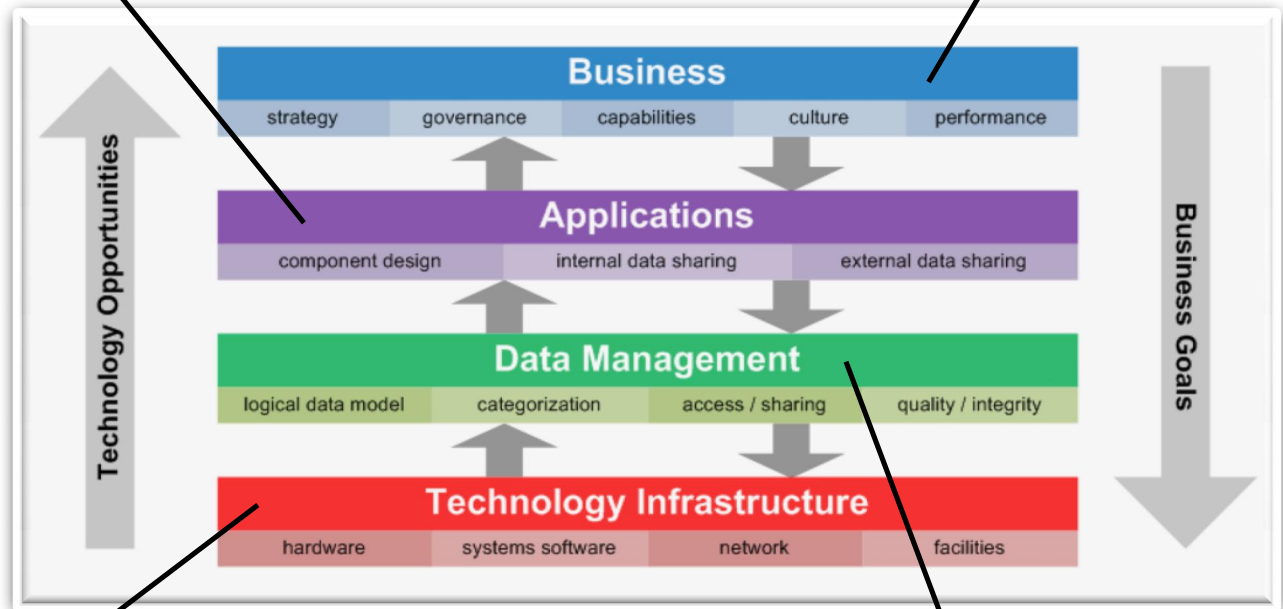 Technology Opportunities
Business
strategy governance capabilities culture performance
Applications
component design internal data sharing external data sharing
Data Management
logical data model categorization access / sharing quality / integrity
Technology Infrastructure
hardware systems software network facilities
Business Goals